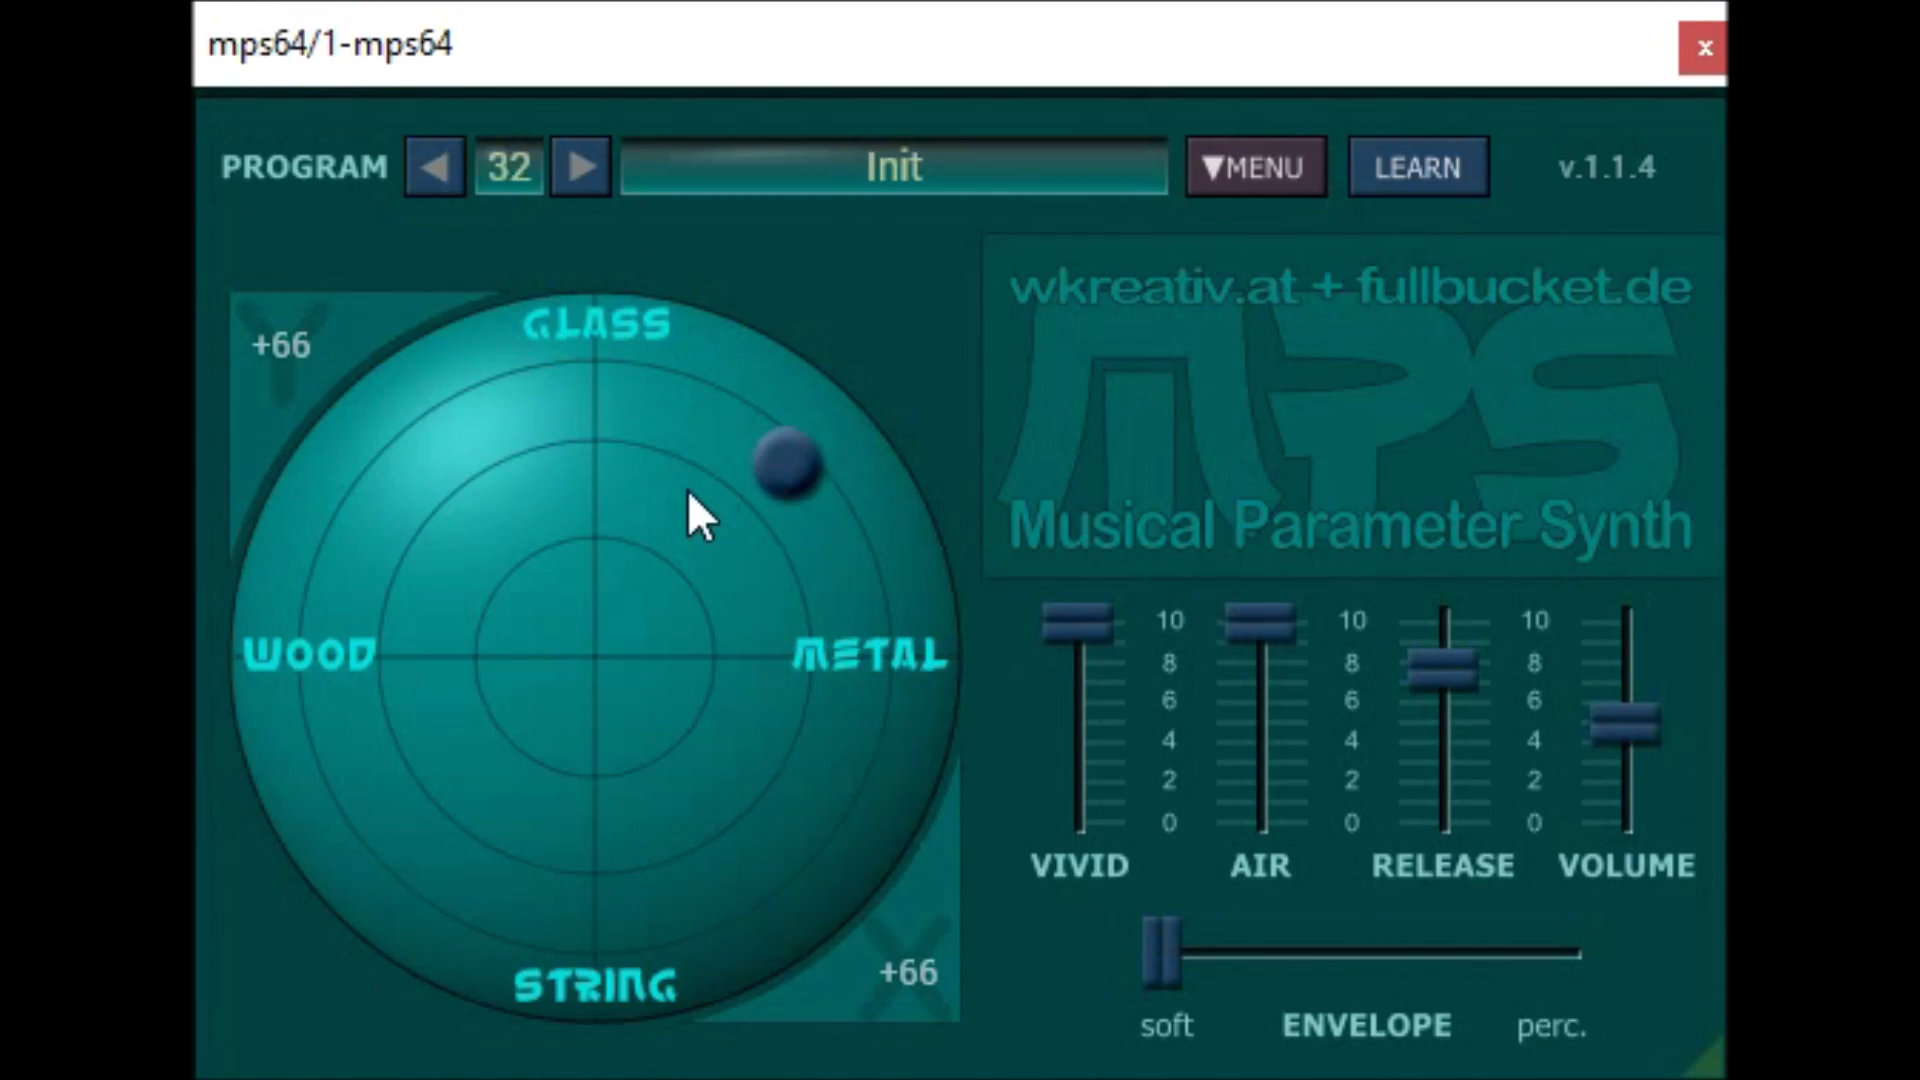 mps64/1-mps64
x
PROGRAM 32 Init ▼MENU LEARN v.1.1.4
wkreativ.at + fullbucket.de
MPS
Musical Parameter Synth
Y
+66
GLASS
WOOD
METAL
STRING
X
+66
10 10 10
8 8 8
6 6 6
4 4 4
2 2 2
0 0 0
VIVID AIR RELEASE VOLUME
soft ENVELOPE perc.